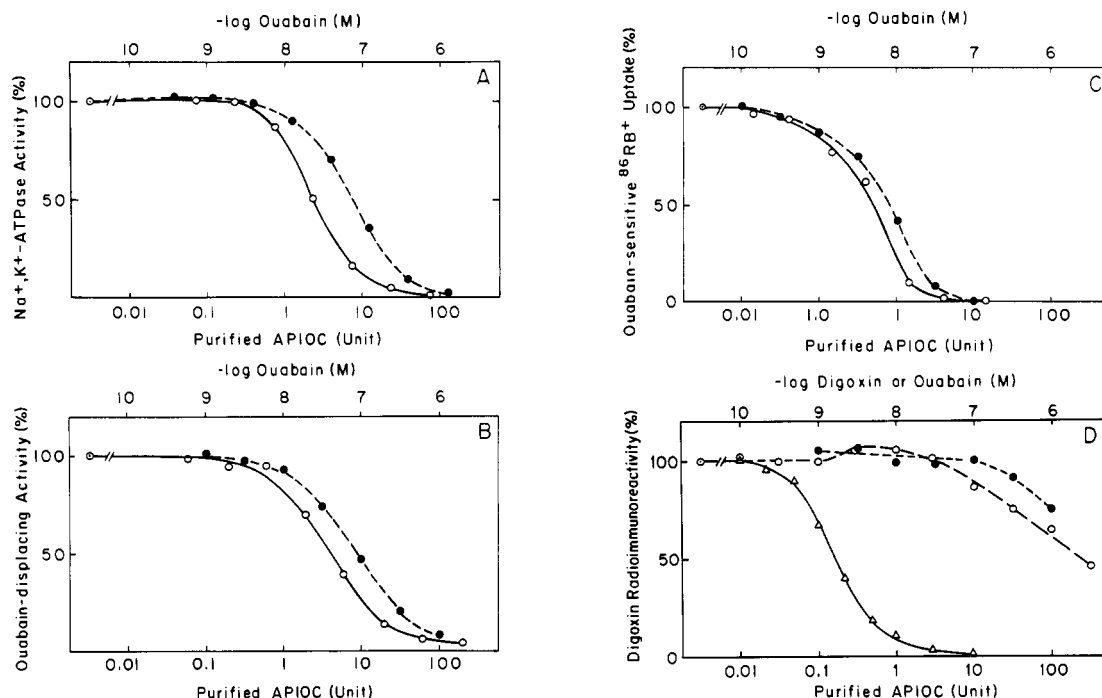 -log Ouabain (M)
10 9 8 7 6
A
100
50
Na+,K+-ATPase Activity (%)
0.01 0.1 1 10 100
Purified APIOC (Unit)
-log Ouabain (M)
10 9 8 7 6
B
100
50
Ouabain-displacing Activity (%)
0.01 0.1 1 10 100
Purified APIOC (Unit)
-log Ouabain (M)
10 9 8 7 6
C
100
50
0
Ouabain-sensitive 86RB+ Uptake (%)
0.01 1.0 1 10 100
Purified APIOC (Unit)
-log Digoxin or Ouabain (M)
10 9 8 7 6
D
100
50
0
Digoxin Radioimmunoreactivity (%)
0.01 0.1 1 10 100
Purified APIOC (Unit)